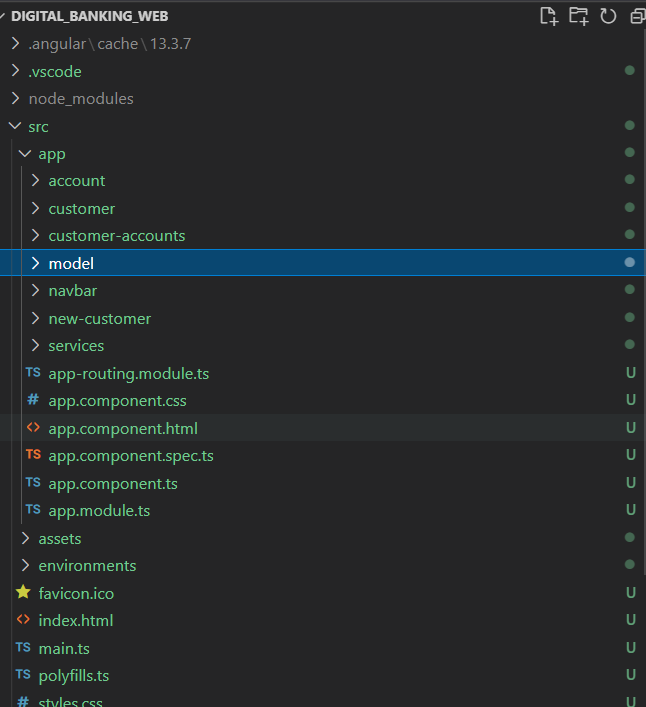 DIGITAL_BANKING_WEB
.angular\cache\13.3.7
.vscode
node_modules
src
app
account
customer
customer-accounts
model
navbar
new-customer
services
TS app-routing.module.ts U
# app.component.css U
<> app.component.html U
TS app.component.spec.ts U
TS app.component.ts U
TS app.module.ts U
assets
environments
favicon.ico U
<> index.html U
TS main.ts U
TS polyfills.ts U
# styles.css U